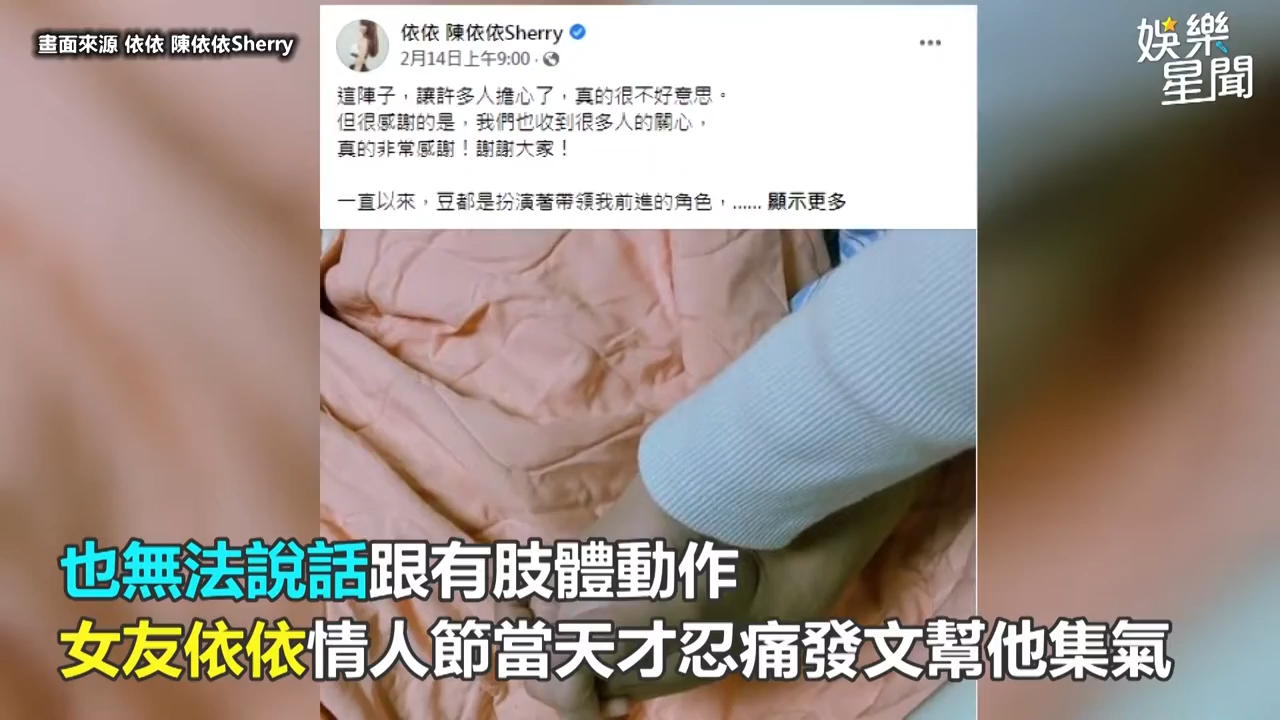 畫面來源 依依 陳依依Sherry
依依 陳依依Sherry
2月14日上午9:00
娛樂
星聞
這陣子，讓許多人擔心了，真的很不好意思。
但很感謝的是，我們也收到很多人的關心，
真的非常感謝！謝謝大家！
一直以來，豆都是扮演著帶領我前進的角色，...... 顯示更多
也無法說話跟有肢體動作
女友依依情人節當天才忍痛發文幫他集氣